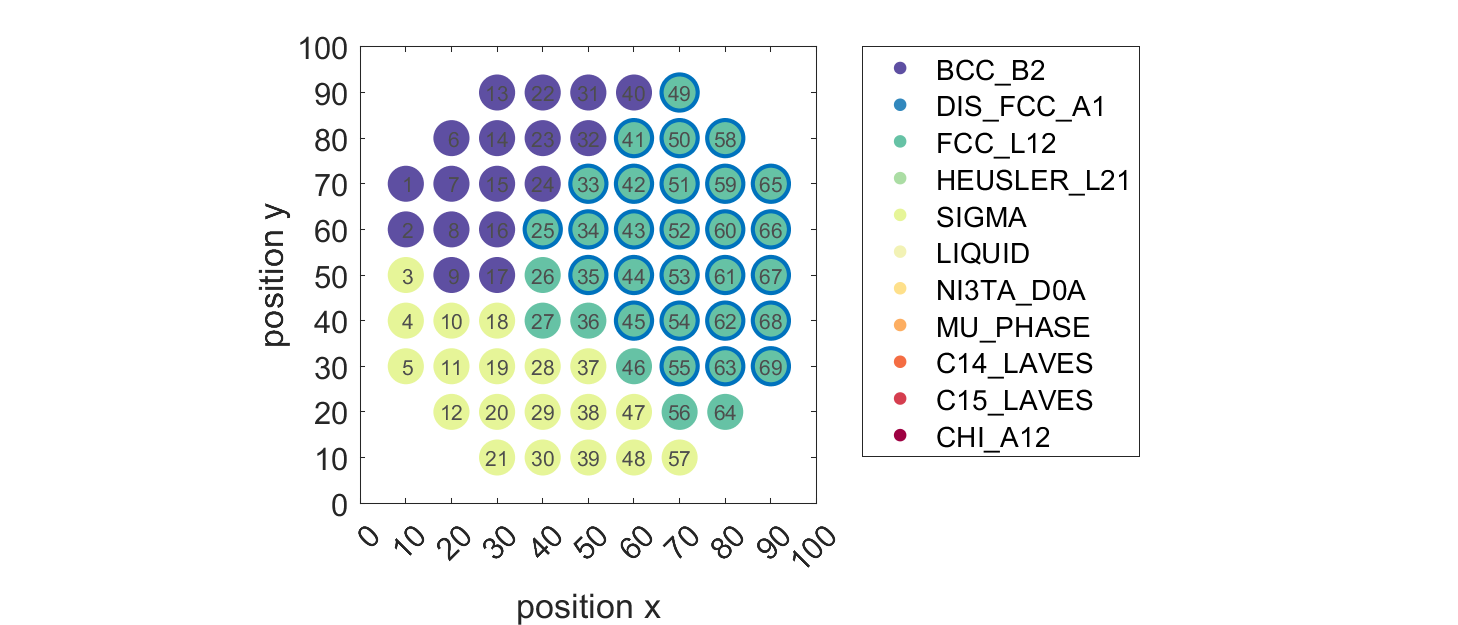 100
90
80
70
60
50
40
30
20
10
0
13 22 31 40 49
6 14 23 32 41 50 58
1 7 15 24 33 42 51 59 65
2 8 16 25 34 43 52 60 66
3 9 17 26 35 44 53 61 67
4 10 18 27 36 45 54 62 68
5 11 19 28 37 46 55 63 69
12 20 29 38 47 56 64
21 30 39 48 57
0 10 20 30 40 50 60 70 80 90 100
position x
position y
BCC_B2
DIS_FCC_A1
FCC_L12
HEUSLER_L21
SIGMA
LIQUID
NI3TA_D0A
MU_PHASE
C14_LAVES
C15_LAVES
CHI_A12